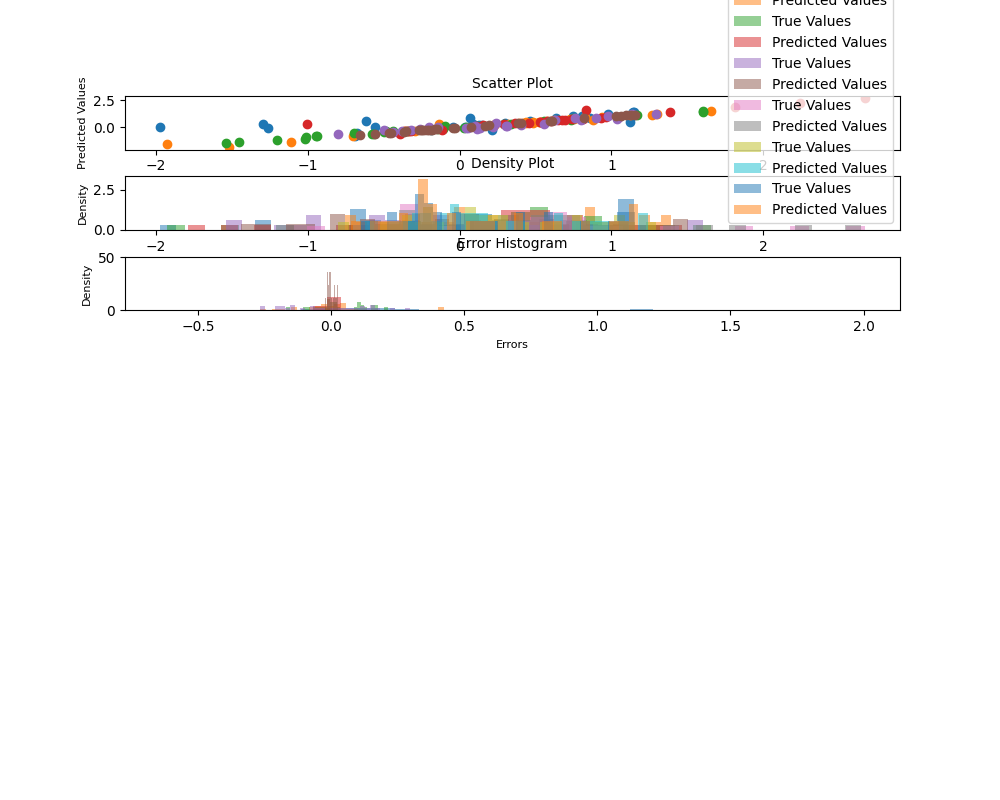 Predicted Values
True Values
Predicted Values
True Values
Predicted Values
True Values
Predicted Values
True Values
Predicted Values
True Values
Predicted Values
Scatter Plot
Predicted Values
2.5
0.0
−2 −1 0 1 2
Density Plot
Density
2.5
0.0
−2 −1 0 1 2
Error Histogram
Density
50
0
−0.5 0.0 0.5 1.0 1.5 2.0
Errors